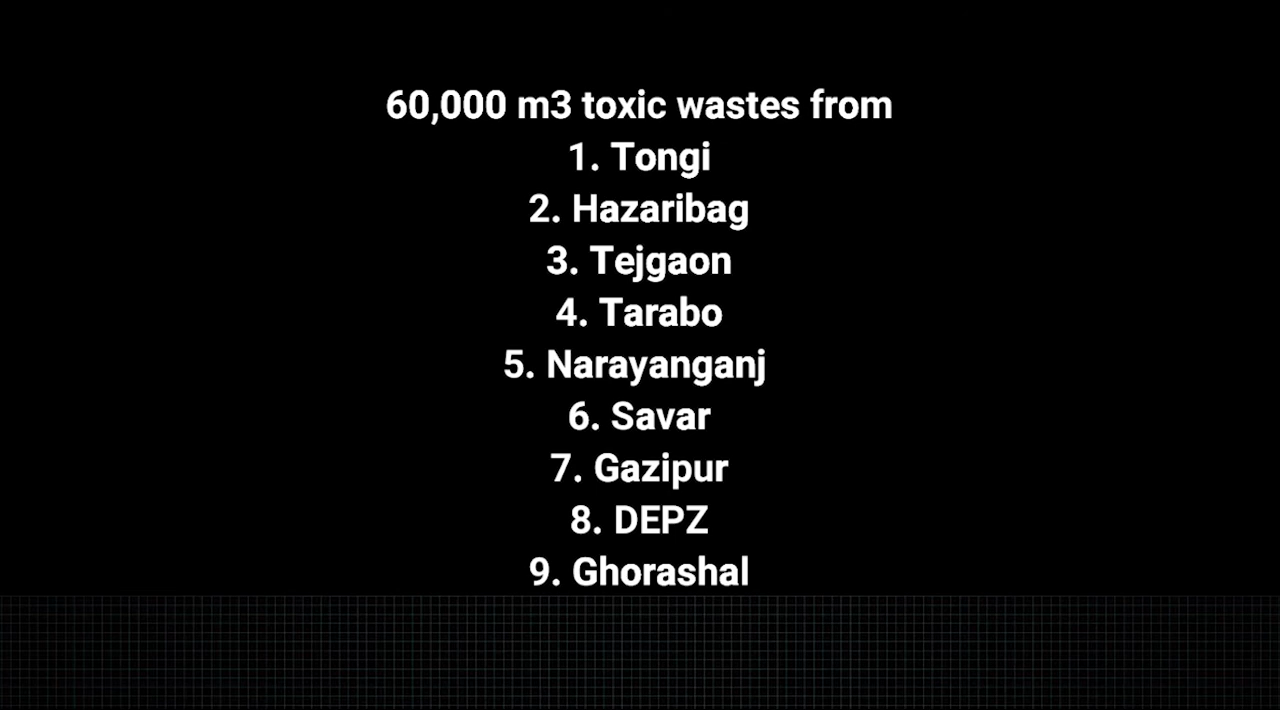 60,000 m3 toxic wastes from
1. Tongi
2. Hazaribag
3. Tejgaon
4. Tarabo
5. Narayanganj
6. Savar
7. Gazipur
8. DEPZ
9. Ghorashal